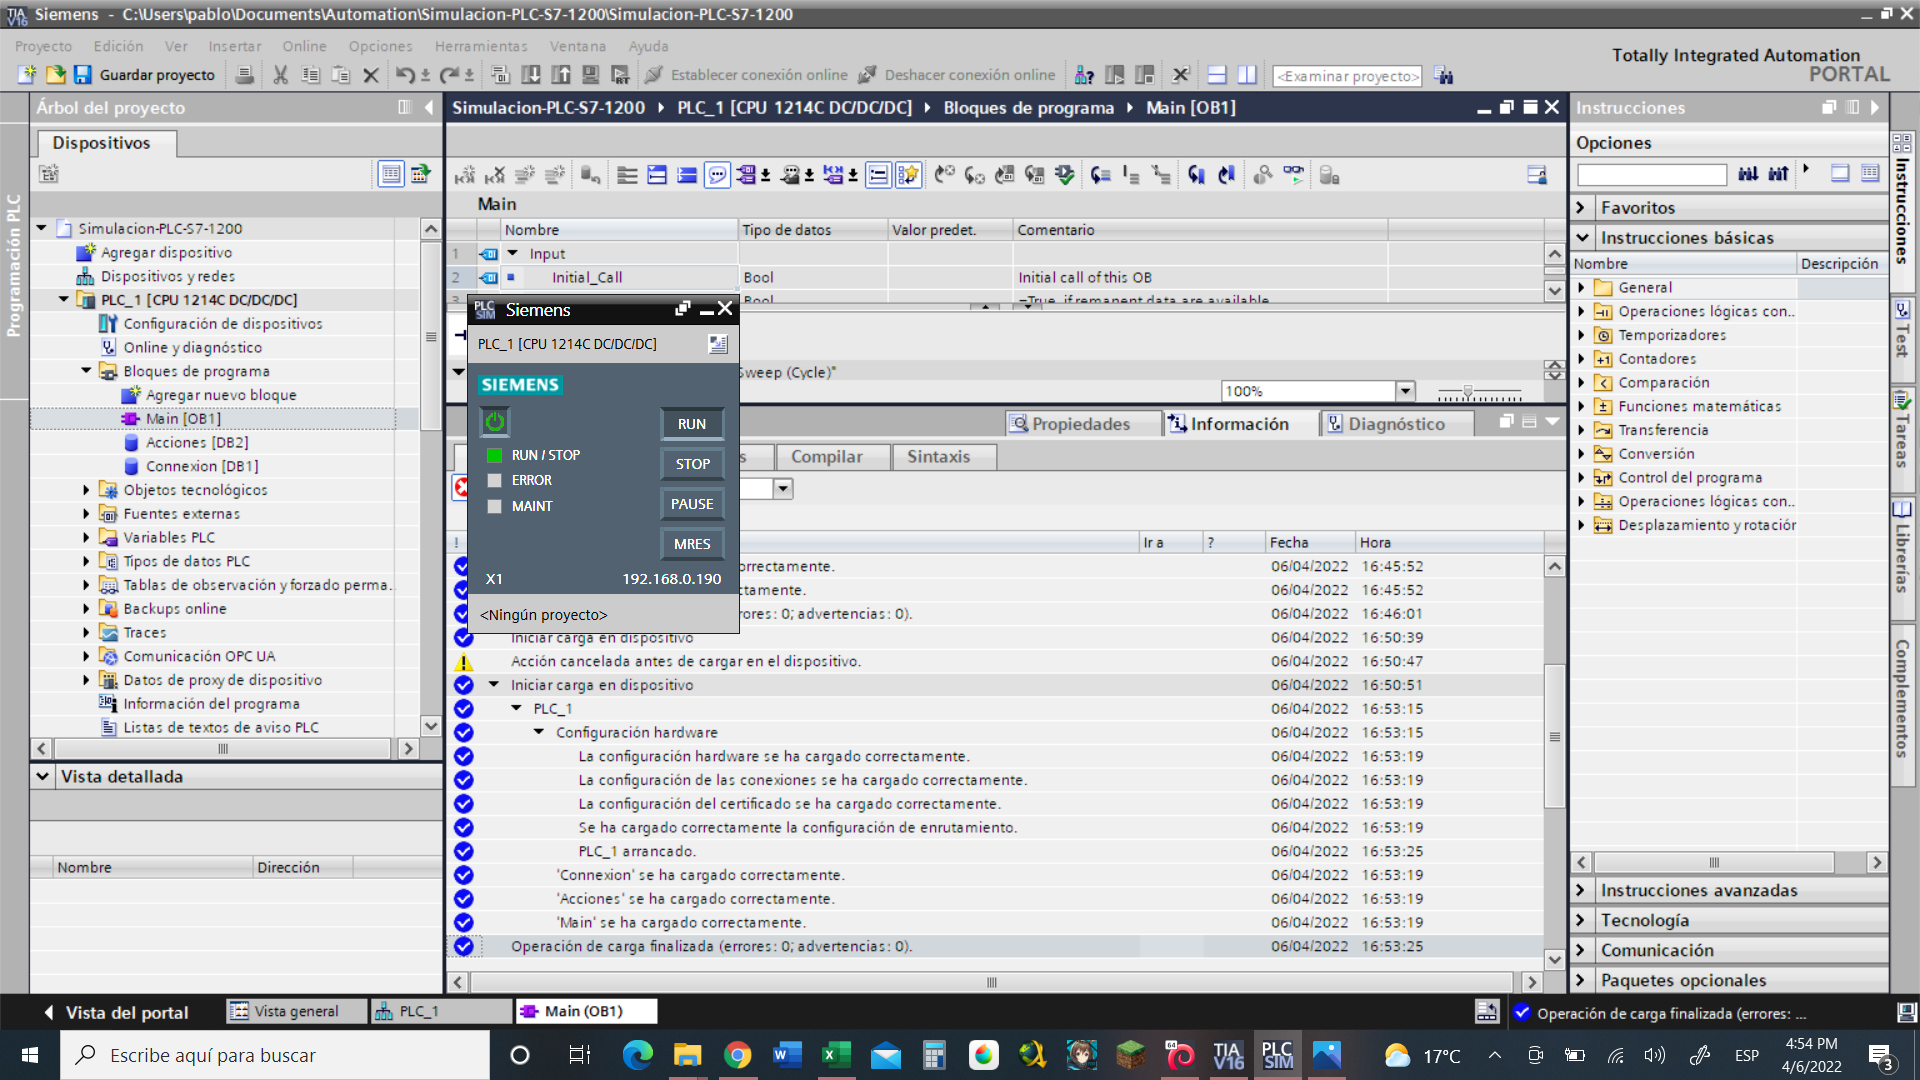 Siemens - C:\Users\pablo\Documents\Automation\Simulacion-PLC-S7-1200\Simulacion-PLC-S7-1200
Proyecto Edición Ver Insertar Online Opciones Herramientas Ventana Ayuda
Totally Integrated Automation
PORTAL
Guardar proyecto
Establecer conexión online
Deshacer conexión online
<Examinar proyecto>
Árbol del proyecto
Dispositivos
Programación PLC
Simulacion-PLC-S7-1200
Agregar dispositivo
Dispositivos y redes
PLC_1 [CPU 1214C DC/DC/DC]
Configuración de dispositivos
Online y diagnóstico
Bloques de programa
Agregar nuevo bloque
Main [OB1]
Acciones [DB2]
Connexion [DB1]
Objetos tecnológicos
Fuentes externas
Variables PLC
Tipos de datos PLC
Tablas de observación y forzado perma..
Backups online
Traces
Comunicación OPC UA
Datos de proxy de dispositivo
Información del programa
Listas de textos de aviso PLC
Vista detallada
Nombre Dirección
Simulacion-PLC-S7-1200 PLC_1 [CPU 1214C DC/DC/DC] Bloques de programa Main [OB1]
Main
Nombre Tipo de datos Valor predet. Comentario
1 Input
2 Initial_Call Bool Initial call of this OB
3 Bool =True, if remanent data are available
Sweep (Cycle)"
100%
PLC SIM Siemens
PLC_1 [CPU 1214C DC/DC/DC]
SIEMENS
RUN
RUN / STOP
STOP
ERROR
PAUSE
MAINT
MRES
X1 192.168.0.190
<Ningún proyecto>
Propiedades Información Diagnóstico
s Compilar Sintaxis
! Ir a ? Fecha Hora
orrectamente. 06/04/2022 16:45:52
ctamente. 06/04/2022 16:45:52
rores: 0; advertencias: 0). 06/04/2022 16:46:01
Iniciar carga en dispositivo 06/04/2022 16:50:39
Acción cancelada antes de cargar en el dispositivo. 06/04/2022 16:50:47
Iniciar carga en dispositivo 06/04/2022 16:50:51
PLC_1 06/04/2022 16:53:15
Configuración hardware 06/04/2022 16:53:15
La configuración hardware se ha cargado correctamente. 06/04/2022 16:53:19
La configuración de las conexiones se ha cargado correctamente. 06/04/2022 16:53:19
La configuración del certificado se ha cargado correctamente. 06/04/2022 16:53:19
Se ha cargado correctamente la configuración de enrutamiento. 06/04/2022 16:53:19
PLC_1 arrancado. 06/04/2022 16:53:25
'Connexion' se ha cargado correctamente. 06/04/2022 16:53:19
'Acciones' se ha cargado correctamente. 06/04/2022 16:53:19
'Main' se ha cargado correctamente. 06/04/2022 16:53:19
Operación de carga finalizada (errores: 0; advertencias: 0). 06/04/2022 16:53:25
Instrucciones
Opciones
Favoritos
Instrucciones básicas
Nombre Descripción
General
Operaciones lógicas con..
Temporizadores
Contadores
Comparación
Funciones matemáticas
Transferencia
Conversión
Control del programa
Operaciones lógicas con..
Desplazamiento y rotación
Instrucciones avanzadas
Tecnología
Comunicación
Paquetes opcionales
Instrucciones
Test
Tareas
Librerías
Complementos
Vista del portal
Vista general
PLC_1
Main (OB1)
Operación de carga finalizada (errores: ...
Escribe aquí para buscar
TIA V16
PLC SIM
17°C
ESP
4:54 PM
4/6/2022
3